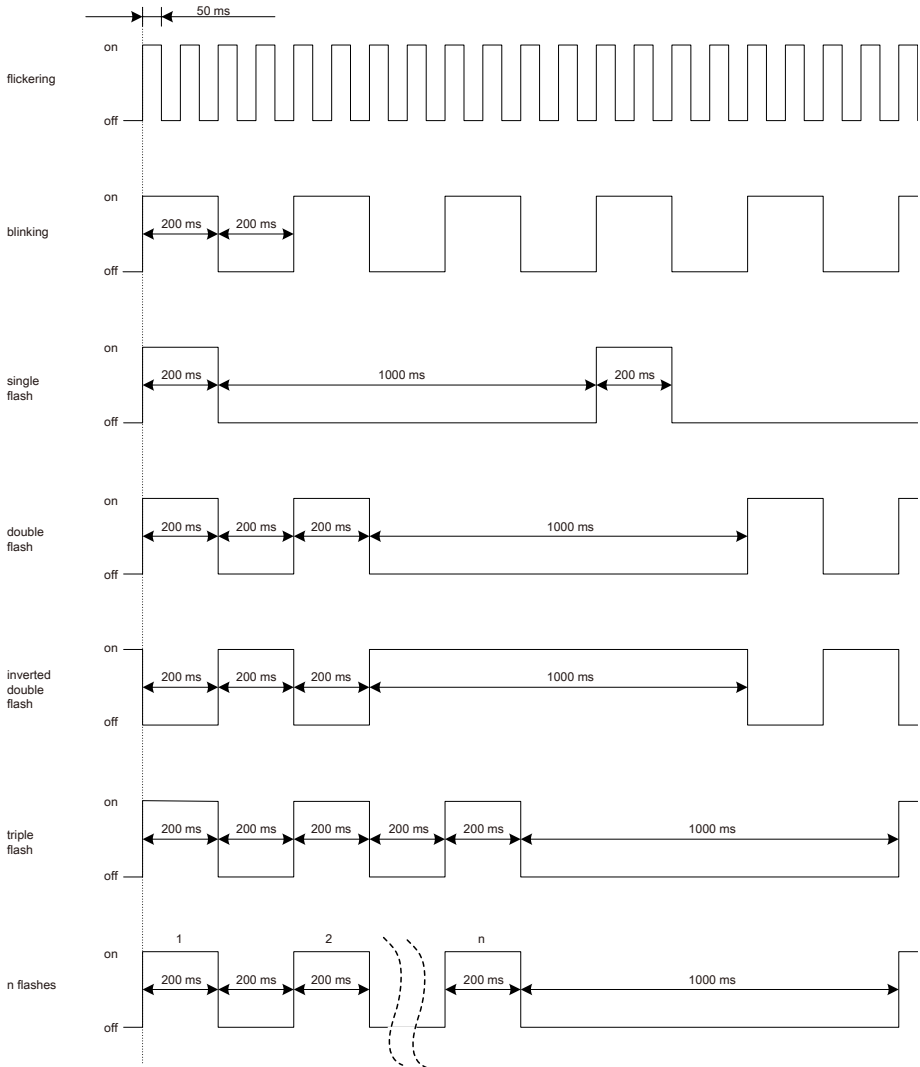 50 ms
on
flickering
off
on
200 ms 200 ms
blinking
off
on
200 ms 1000 ms 200 ms
single
flash
off
on
200 ms 200 ms 200 ms 1000 ms
double
flash
off
on
200 ms 200 ms 200 ms 1000 ms
inverted
double
flash
off
on
200 ms 200 ms 200 ms 200 ms 200 ms 1000 ms
triple
flash
off
1 2 n
on
200 ms 200 ms 200 ms 200 ms 1000 ms
n flashes
off